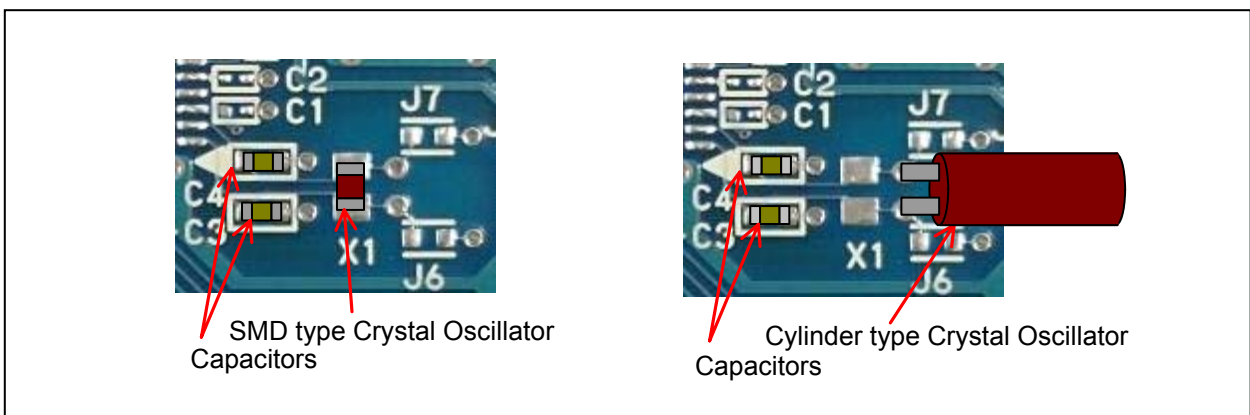 C2
C1
J7
C4
C3
X1
J6
SMD type Crystal Oscillator
Capacitors
C2
C1
J7
C4
C3
X1
J6
Cylinder type Crystal Oscillator
Capacitors